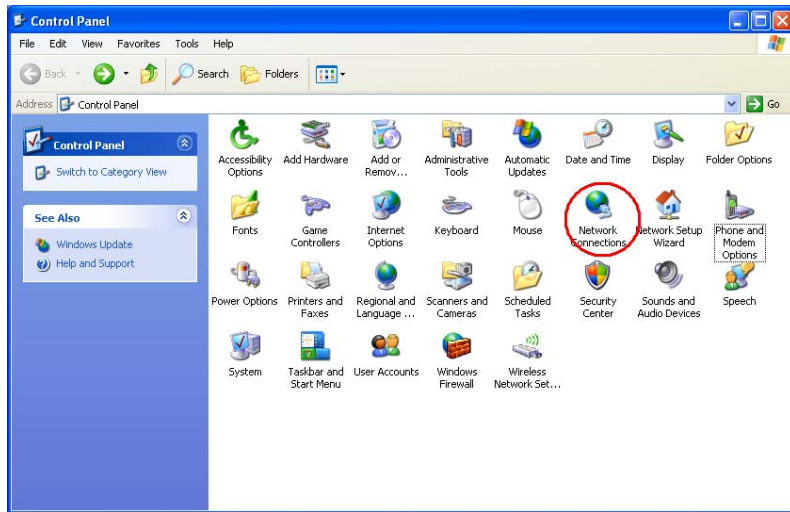 Control Panel
File Edit View Favorites Tools Help
Back Search Folders
Address Control Panel Go
Control Panel
Switch to Category View
See Also
Windows Update
Help and Support
Accessibility Options
Add Hardware
Add or Remov...
Administrative Tools
Automatic Updates
Date and Time
Display
Folder Options
Fonts
Game Controllers
Internet Options
Keyboard
Mouse
Network Connections
Network Setup Wizard
Phone and Modem Options
Power Options
Printers and Faxes
Regional and Language ...
Scanners and Cameras
Scheduled Tasks
Security Center
Sounds and Audio Devices
Speech
System
Taskbar and Start Menu
User Accounts
Windows Firewall
Wireless Network Set...